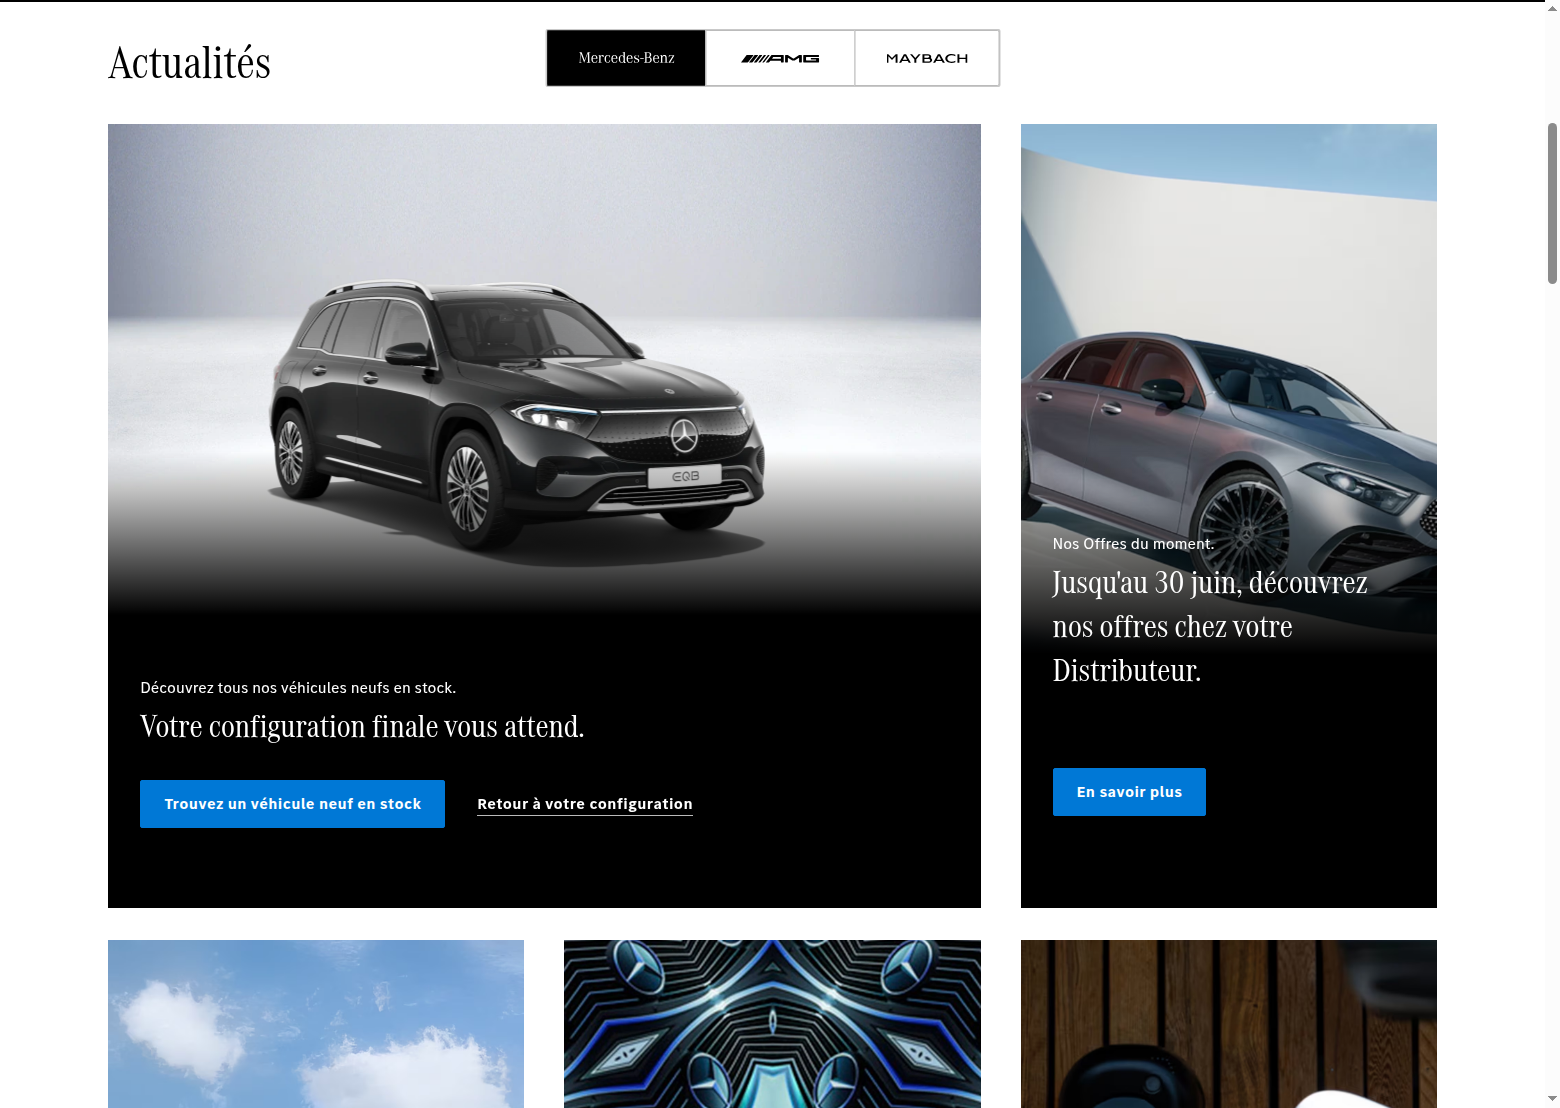 Actualités
Mercedes-Benz
AMG
MAYBACH
EQB
Découvrez tous nos véhicules neufs en stock.
Votre configuration finale vous attend.
Trouvez un véhicule neuf en stock
Retour à votre configuration
Nos Offres du moment.
Jusqu'au 30 juin, découvrez
nos offres chez votre
Distributeur.
En savoir plus